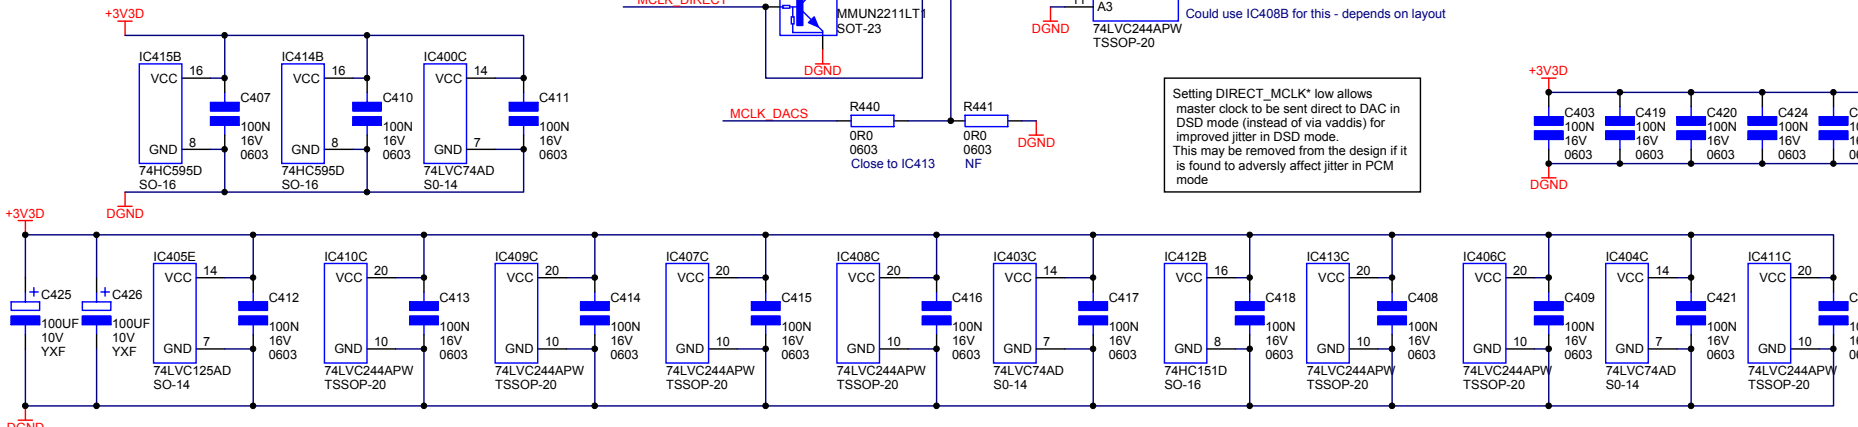 MCLK_DIRECT
MMUN2211LT1
SOT-23
DGND
11
A3
DGND
74LVC244APW
TSSOP-20
Could use IC408B for this - depends on layout
+3V3D
IC415B
VCC
16
GND
8
74HC595D
SO-16
C407
100N
16V
0603
IC414B
VCC
16
GND
8
74HC595D
SO-16
C410
100N
16V
0603
IC400C
VCC
14
GND
7
74LVC74AD
S0-14
C411
100N
16V
0603
DGND
MCLK_DACS
R440
0R0
0603
Close to IC413
R441
0R0
0603
NF
DGND
Setting DIRECT_MCLK* low allows
master clock to be sent direct to DAC in
DSD mode (instead of via vaddis) for
improved jitter in DSD mode.
This may be removed from the design if it
is found to adversly affect jitter in PCM
mode
+3V3D
C403
100N
16V
0603
C419
100N
16V
0603
C420
100N
16V
0603
C424
100N
16V
0603
DGND
+3V3D
C425
100UF
10V
YXF
C426
100UF
10V
YXF
IC405E
VCC
14
GND
7
74LVC125AD
SO-14
C412
100N
16V
0603
IC410C
VCC
20
GND
10
74LVC244APW
TSSOP-20
C413
100N
16V
0603
IC409C
VCC
20
GND
10
74LVC244APW
TSSOP-20
C414
100N
16V
0603
IC407C
VCC
20
GND
10
74LVC244APW
TSSOP-20
C415
100N
16V
0603
IC408C
VCC
20
GND
10
74LVC244APW
TSSOP-20
C416
100N
16V
0603
IC403C
VCC
14
GND
7
74LVC74AD
S0-14
C417
100N
16V
0603
IC412B
VCC
16
GND
8
74HC151D
SO-16
C418
100N
16V
0603
IC413C
VCC
20
GND
10
74LVC244APW
TSSOP-20
C408
100N
16V
0603
IC406C
VCC
20
GND
10
74LVC244APW
TSSOP-20
C409
100N
16V
0603
IC404C
VCC
14
GND
7
74LVC74AD
S0-14
C421
100N
16V
0603
IC411C
VCC
20
GND
10
74LVC244APW
TSSOP-20
DGND